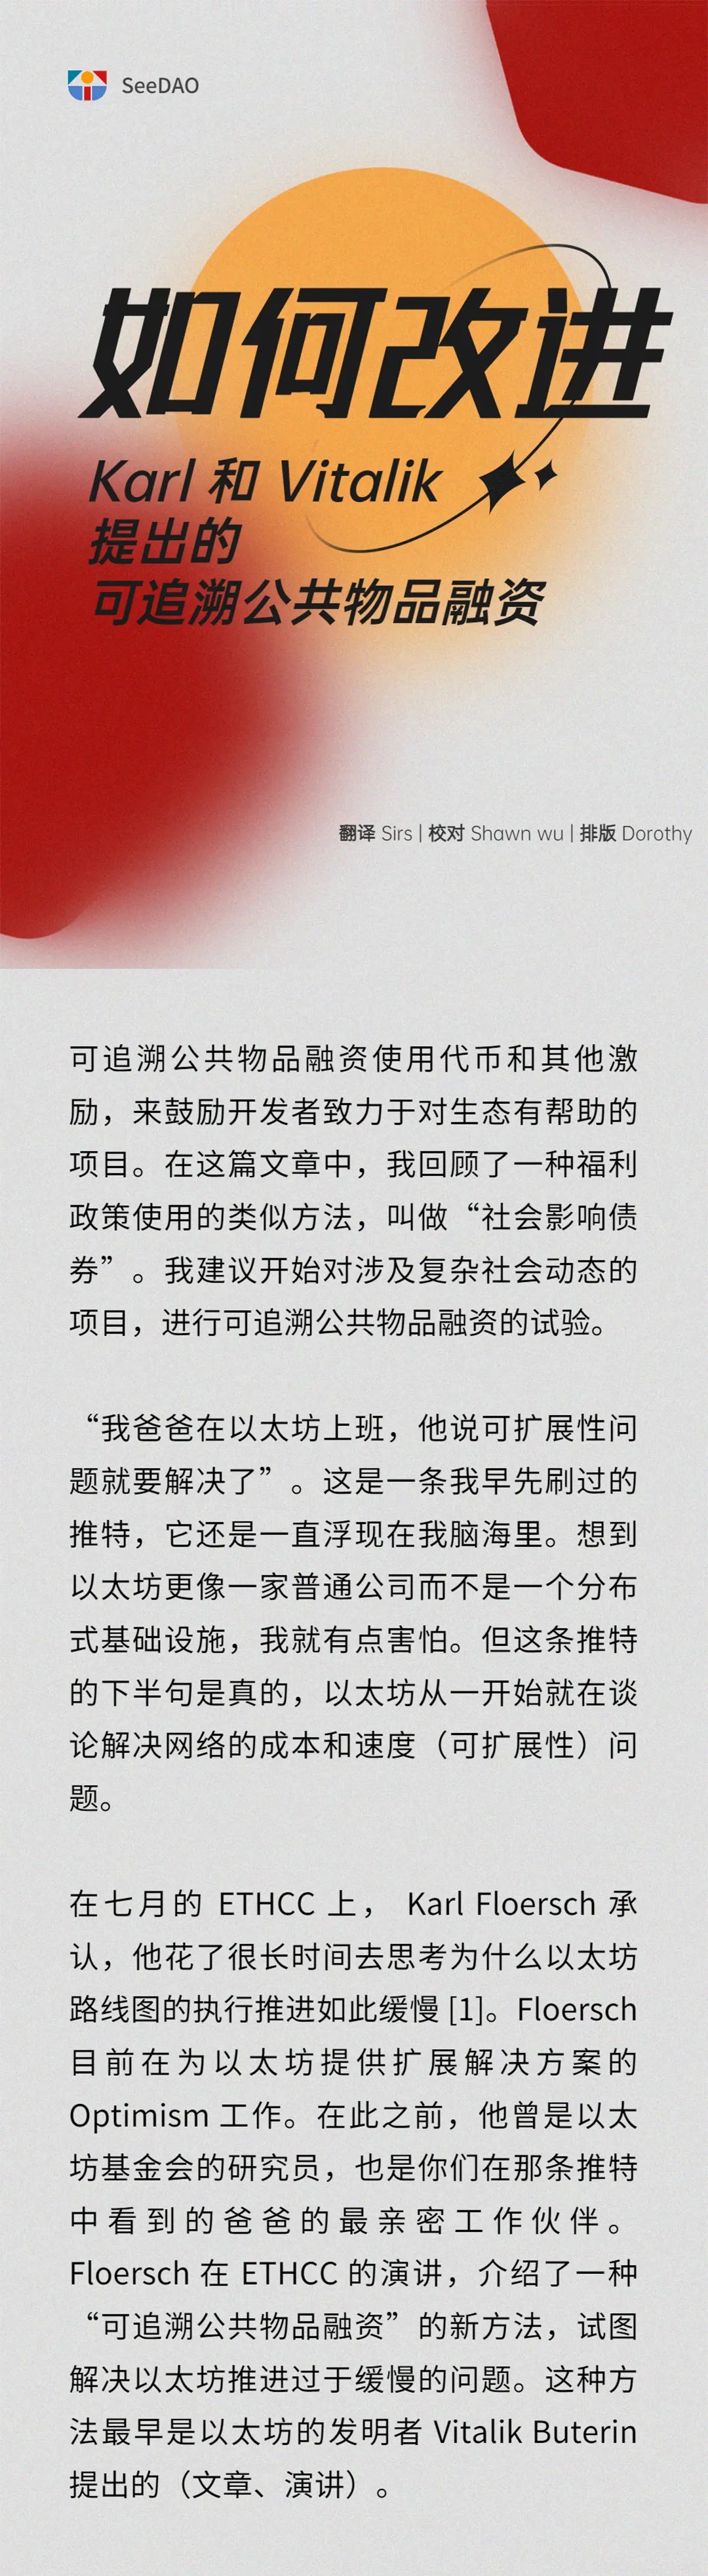 SeeDAO
如何改进
Karl 和 Vitalik
提出的
可追溯公共物品融资
翻译 Sirs | 校对 Shawn wu | 排版 Dorothy
可追溯公共物品融资使用代币和其他激
励，来鼓励开发者致力于对生态有帮助的
项目。在这篇文章中，我回顾了一种福利
政策使用的类似方法，叫做“社会影响债
券”。我建议开始对涉及复杂社会动态的
项目，进行可追溯公共物品融资的试验。
“我爸爸在以太坊上班，他说可扩展性问
题就要解决了”。这是一条我早先刷过的
推特，它还是一直浮现在我脑海里。想到
以太坊更像一家普通公司而不是一个分布
式基础设施，我就有点害怕。但这条推特
的下半句是真的，以太坊从一开始就在谈
论解决网络的成本和速度（可扩展性）问
题。
在七月的 ETHCC 上， Karl Floersch 承
认，他花了很长时间去思考为什么以太坊
路线图的执行推进如此缓慢 [1]。Floersch
目前在为以太坊提供扩展解决方案的
Optimism 工作。在此之前，他曾是以太
坊基金会的研究员，也是你们在那条推特
中看到的爸爸的最亲密工作伙伴。
Floersch 在 ETHCC 的演讲，介绍了一种
“可追溯公共物品融资”的新方法，试图
解决以太坊推进过于缓慢的问题。这种方
法最早是以太坊的发明者 Vitalik Buterin
提出的（文章、演讲）。